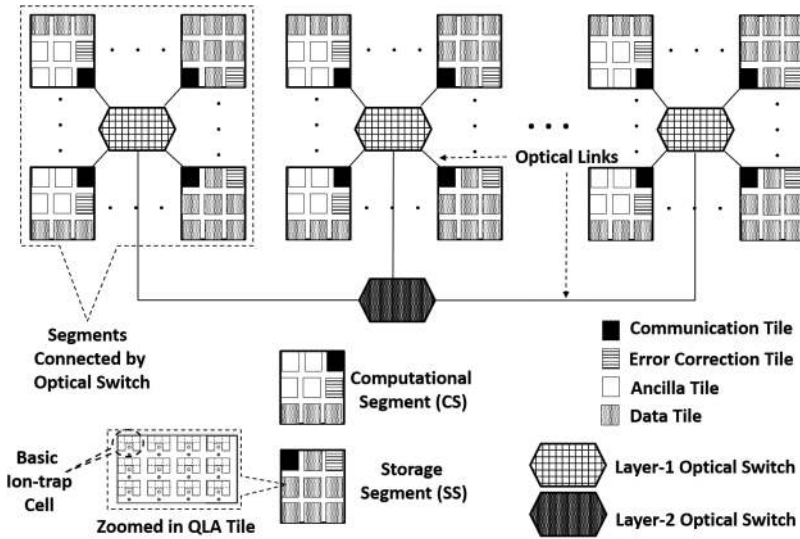 Optical Links
Segments
Connected by
Optical Switch
Communication Tile
Error Correction Tile
Ancilla Tile
Data Tile
Computational
Segment (CS)
Basic
Ion-trap
Cell
Zoomed in QLA Tile
Storage
Segment (SS)
Layer-1 Optical Switch
Layer-2 Optical Switch